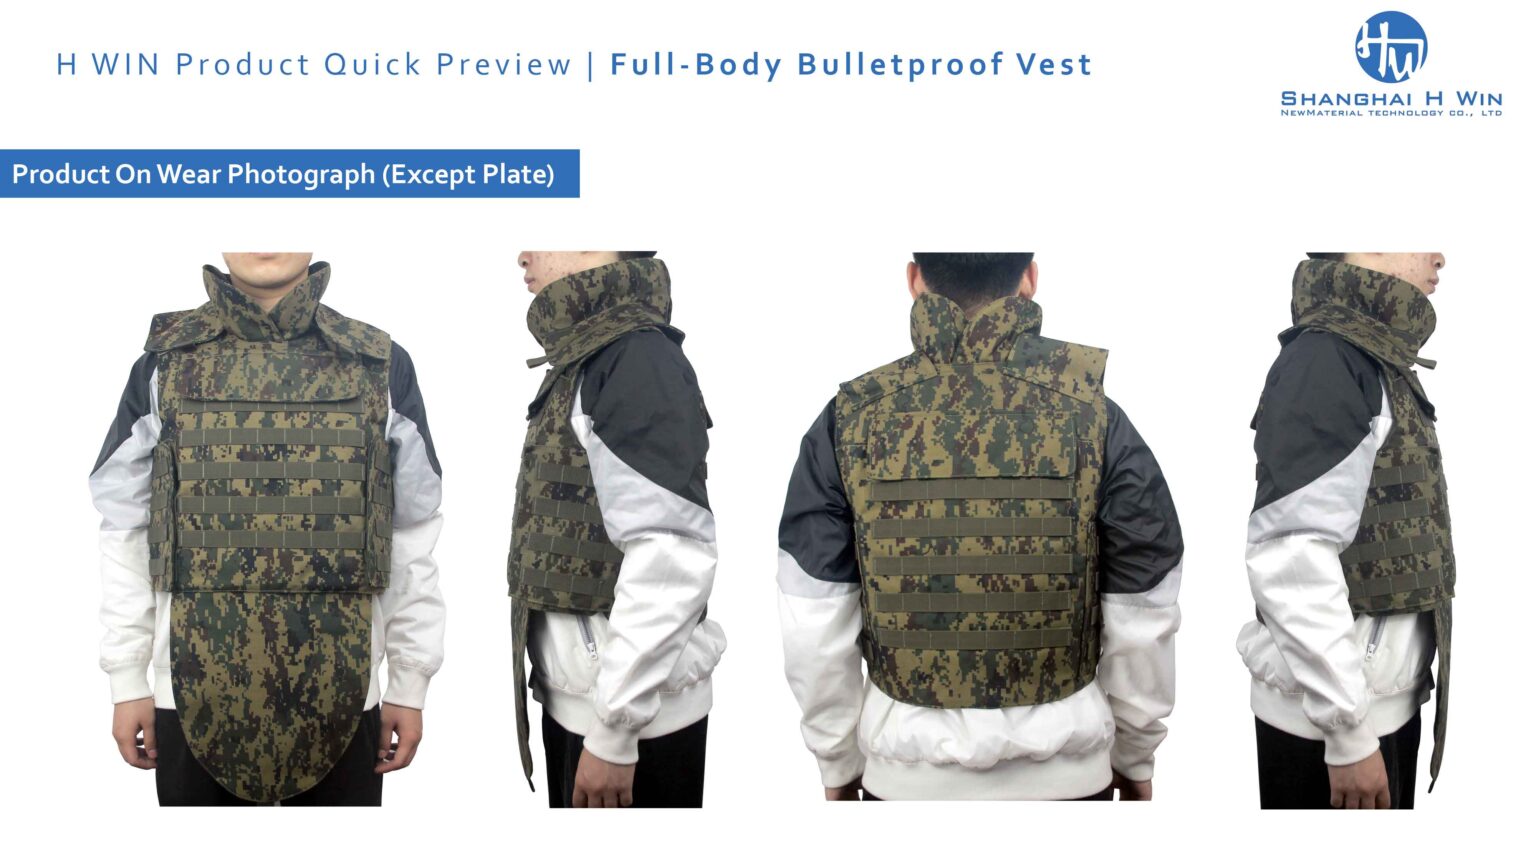 H WIN Product Quick Preview | Full-Body Bulletproof Vest
HW
SHANGHAI H WIN
NEWMATERIAL TECHNOLOGY CO., LTD
Product On Wear Photograph (Except Plate)